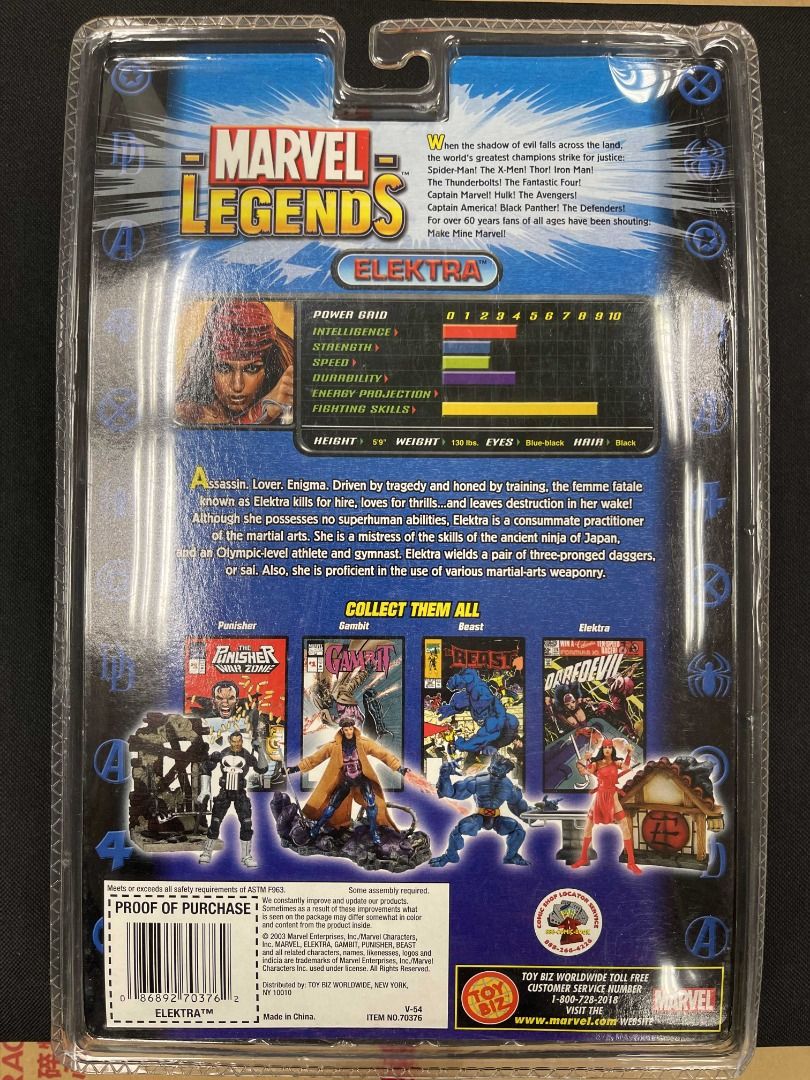 MARVEL
LEGENDS™
When the shadow of evil falls across the land,
the world's greatest champions strike for justice:
Spider-Man! The X-Men! Thor! Iron Man!
The Thunderbolts! The Fantastic Four!
Captain Marvel! Hulk! The Avengers!
Captain America! Black Panther! The Defenders!
For over 60 years fans of all ages have been shouting:
Make Mine Marvel!
ELEKTRA™
POWER GRID 0 1 2 3 4 5 6 7 8 9 10
INTELLIGENCE
STRENGTH
SPEED
DURABILITY
ENERGY PROJECTION
FIGHTING SKILLS
HEIGHT 5'9" WEIGHT 130 lbs. EYES Blue-black HAIR Black
Assassin. Lover. Enigma. Driven by tragedy and honed by training, the femme fatale
known as Elektra kills for hire, loves for thrills...and leaves destruction in her wake!
Although she possesses no superhuman abilities, Elektra is a consummate practitioner
of the martial arts. She is a mistress of the skills of the ancient ninja of Japan,
and an Olympic-level athlete and gymnast. Elektra wields a pair of three-pronged daggers,
or sai. Also, she is proficient in the use of various martial-arts weaponry.
COLLECT THEM ALL
Punisher Gambit Beast Elektra
THE
PUNISHER
WAR ZONE
GAMBIT
BEAST
DAREDEVIL
Meets or exceeds all safety requirements of ASTM F963. Some assembly required.
PROOF OF PURCHASE
0 86892 70376 2
ELEKTRA™
We constantly improve and update our products.
Sometimes as a result of these improvements what
is seen on the package may differ somewhat in color
and content from the product inside.
© 2003 Marvel Enterprises, Inc./Marvel Characters,
Inc. MARVEL, ELEKTRA, GAMBIT, PUNISHER, BEAST
and all related characters, names, likenesses, logos and
indicia are trademarks of Marvel Enterprises, Inc./Marvel
Characters Inc. used under license. All Rights Reserved.
Distributed by: TOY BIZ WORLDWIDE, NEW YORK,
NY 10010
V-54
Made in China. ITEM NO.70376
COMIC SHOP LOCATOR SERVICE
888-COMIC-BOOK
888-266-4226
TOY BIZ
TOY BIZ WORLDWIDE TOLL FREE
CUSTOMER SERVICE NUMBER
1-800-728-2018
VISIT THE
www.marvel.com WEBSITE
MARVEL